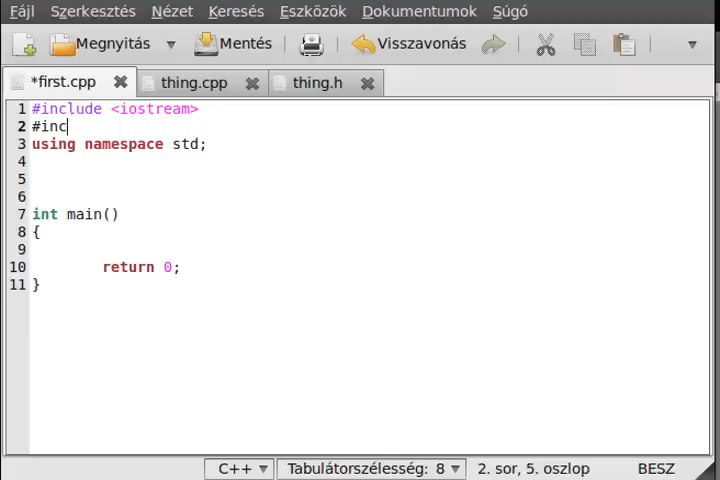 Fájl Szerkesztés Nézet Keresés Eszközök Dokumentumok Súgó
Megnyitás Mentés Visszavonás
*first.cpp thing.cpp thing.h
1 #include <iostream>
2 #inc
3 using namespace std;
4
5
6
7 int main()
8 {
9
10 return 0;
11 }
C++ Tabulátorszélesség: 8 2. sor, 5. oszlop BESZ